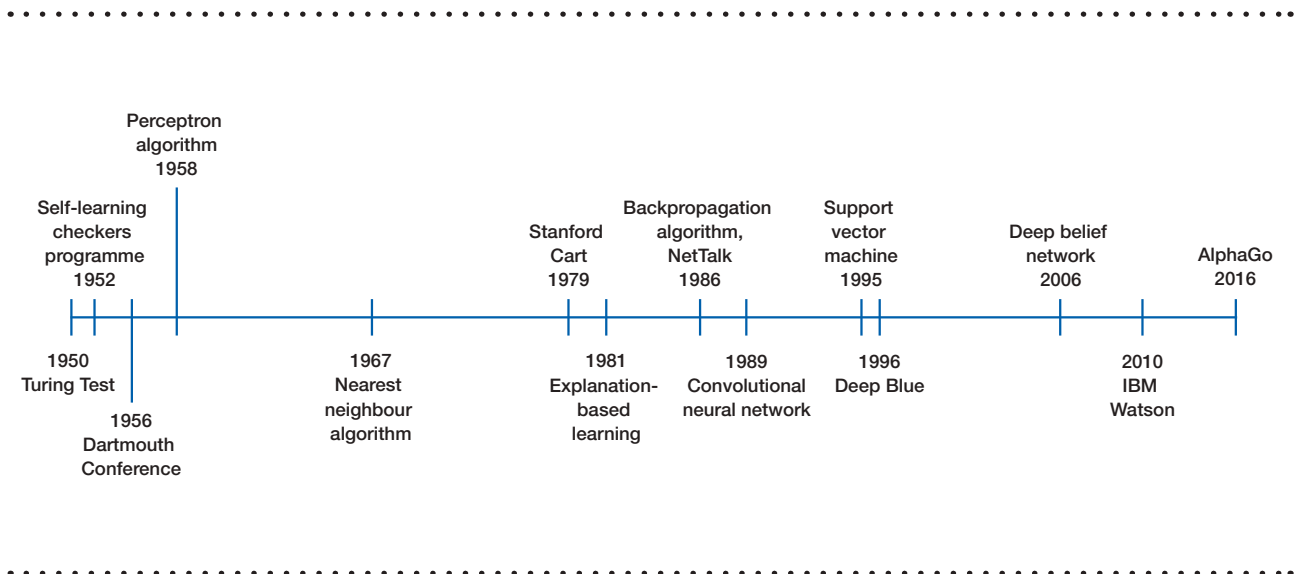 Perceptron
algorithm
1958
Self-learning
checkers
programme
1952
Stanford
Cart
1979
Backpropagation
algorithm,
NetTalk
1986
Support
vector
machine
1995
Deep belief
network
2006
AlphaGo
2016
1950
Turing Test
1956
Dartmouth
Conference
1967
Nearest
neighbour
algorithm
1981
Explanation-
based
learning
1989
Convolutional
neural network
1996
Deep Blue
2010
IBM
Watson